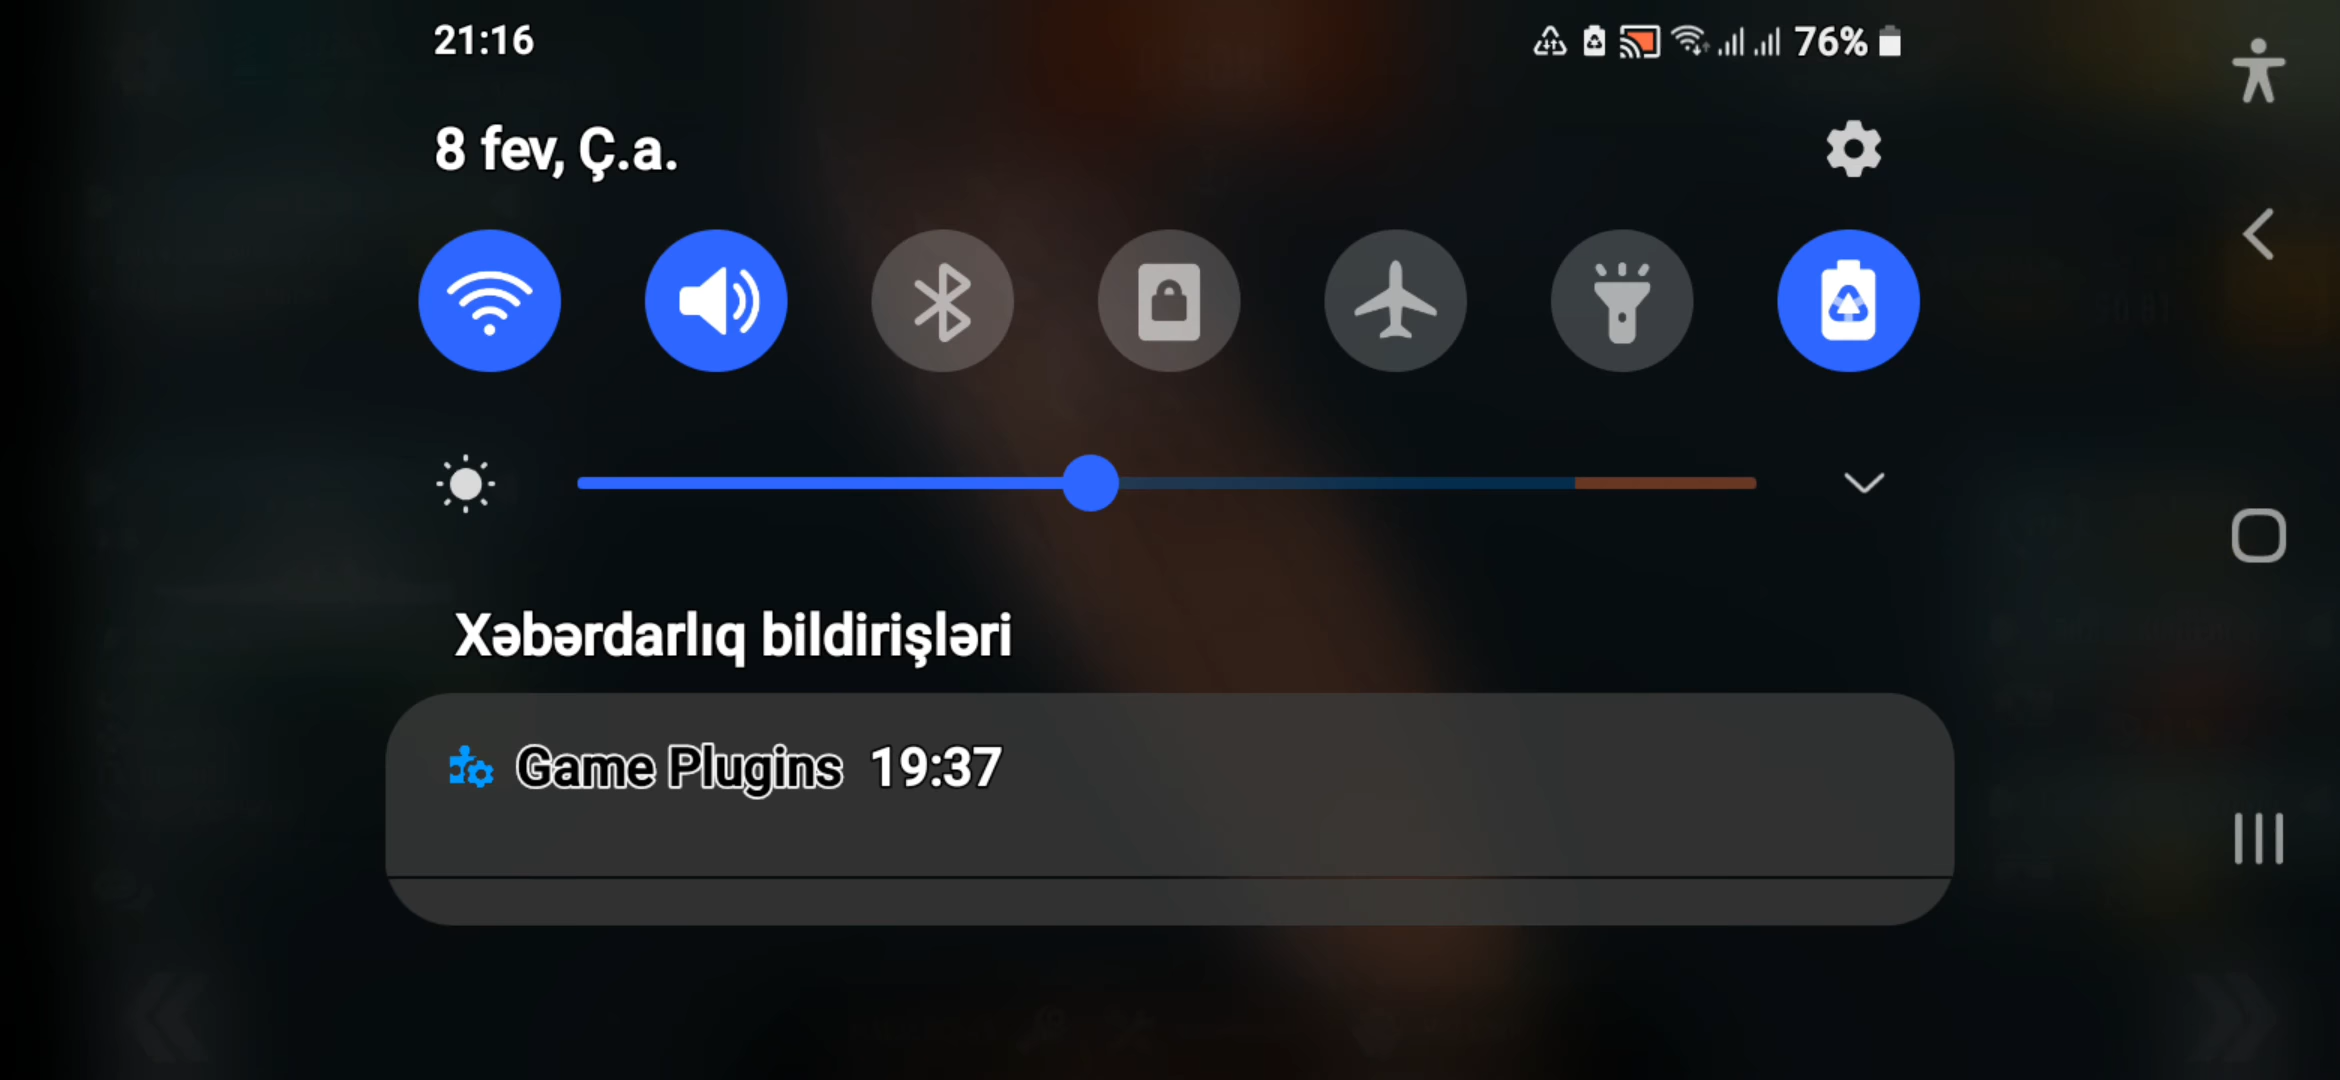 21:16
76%
8 fev, Ç.a.
Xəbərdarlıq bildirişləri
Game Plugins 19:37